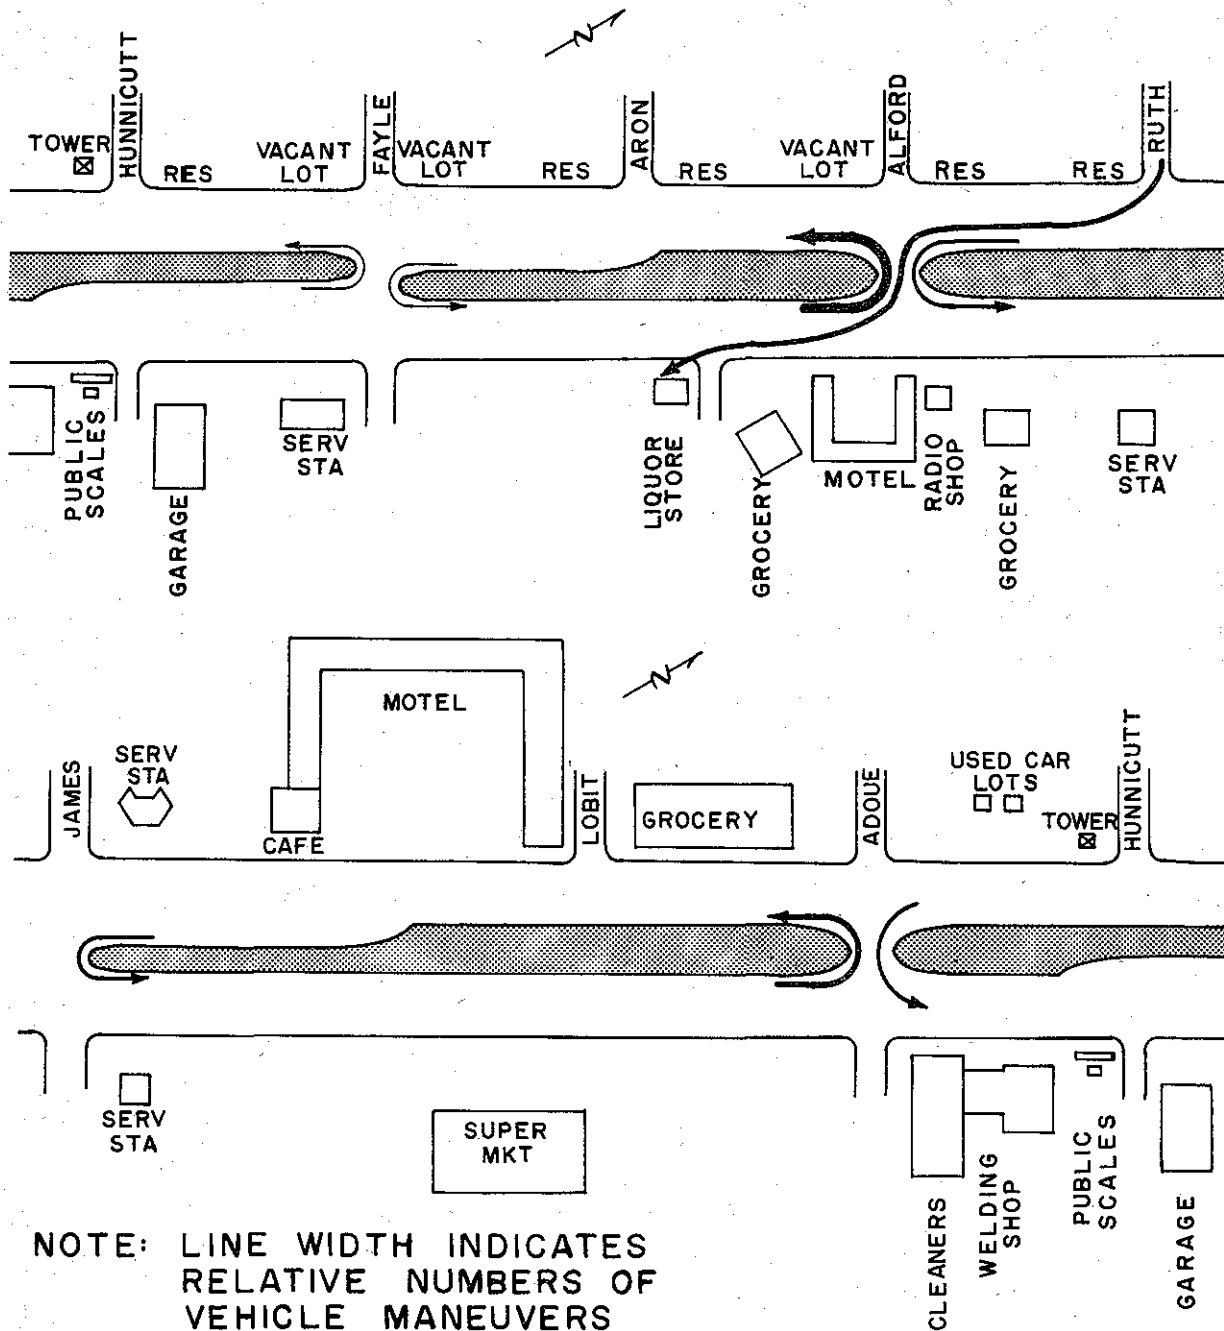 N
HUNNICUTT
FAYLE
ARON
ALFORD
RUTH
TOWER
RES
VACANT
LOT
VACANT
LOT
RES
RES
VACANT
LOT
RES
RES
PUBLIC
SCALES
GARAGE
SERV
STA
LIQUOR
STORE
GROCERY
MOTEL
RADIO
SHOP
GROCERY
SERV
STA
N
MOTEL
JAMES
SERV
STA
CAFE
LOBIT
GROCERY
ADOUE
USED CAR
LOTS
TOWER
HUNNICUTT
SERV
STA
SUPER
MKT
CLEANERS
WELDING
SHOP
PUBLIC
SCALES
GARAGE
NOTE: LINE WIDTH INDICATES
RELATIVE NUMBERS OF
VEHICLE MANEUVERS